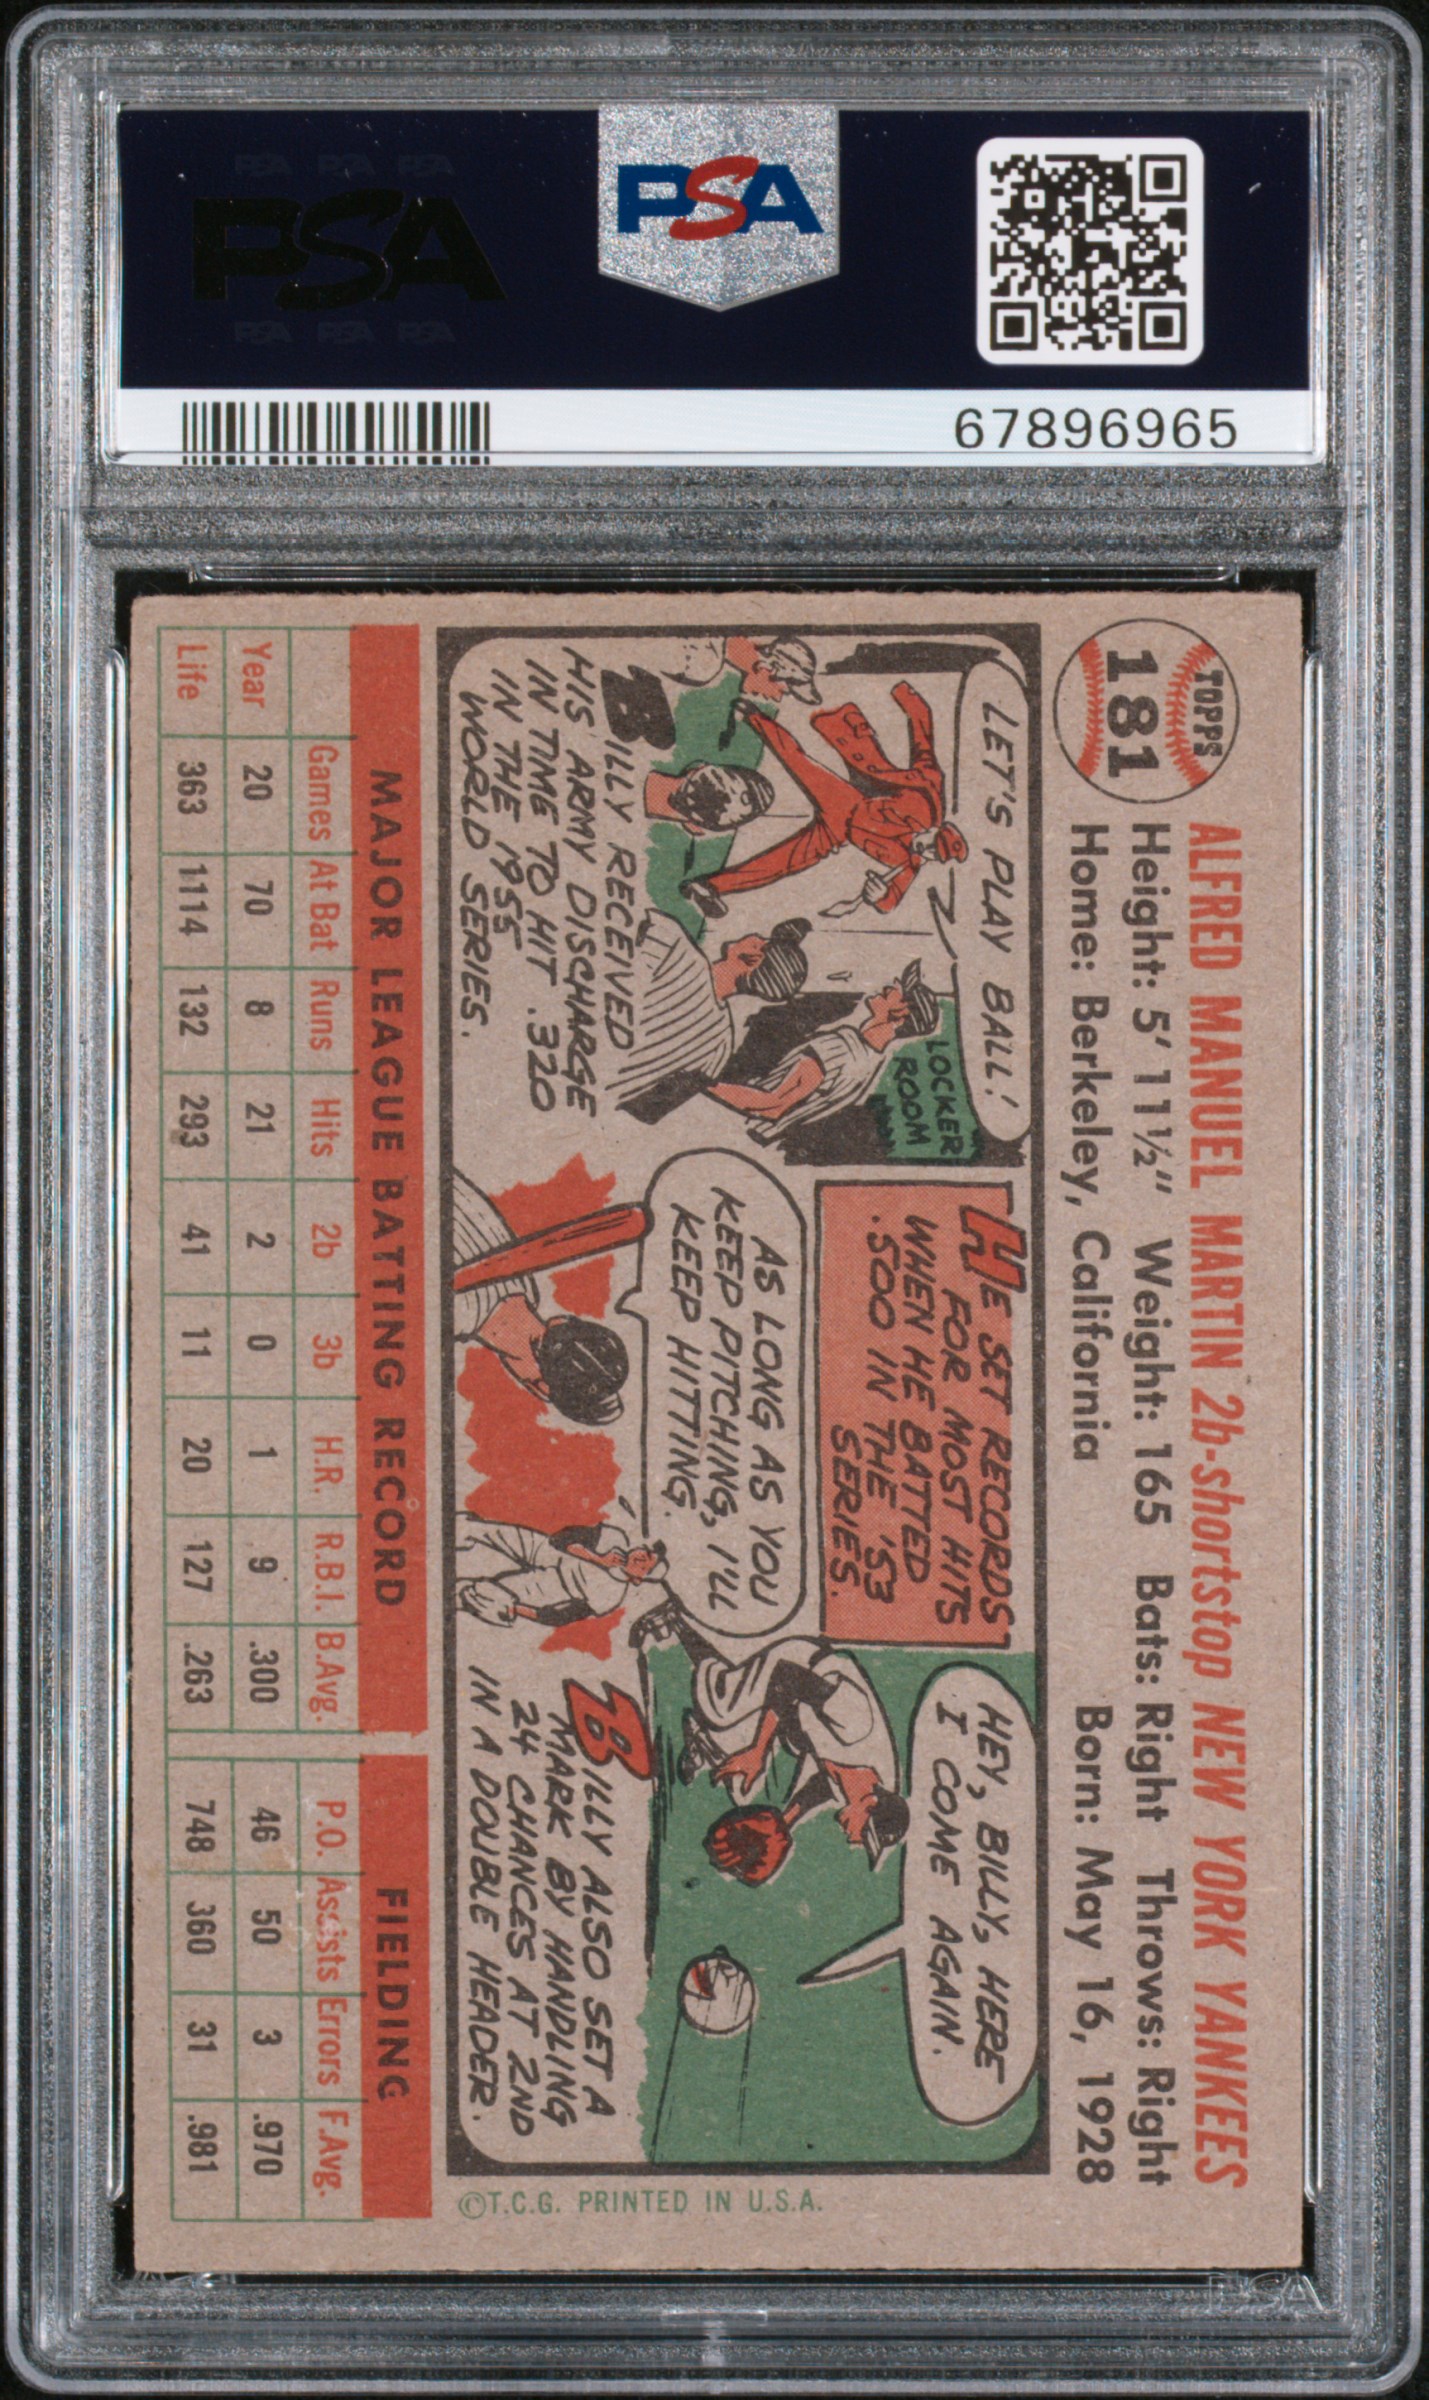 PSA PSA PSA
PSA
PSA PSA PSA
PSA
67896965
TOPPS
181
ALFRED MANUEL MARTIN 2b-shortstop NEW YORK YANKEES
Height: 5' 11½" Weight: 165 Bats: Right Throws: Right
Home: Berkeley, California Born: May 16, 1928
LET'S PLAY BALL!
LOCKER
ROOM
BILLY RECEIVED
HIS ARMY DISCHARGE
IN TIME TO HIT .320
IN THE 1955
WORLD SERIES.
HE SET RECORDS
FOR MOST HITS
WHEN HE BATTED
.500 IN THE '53
SERIES.
AS LONG AS YOU
KEEP PITCHING, I'LL
KEEP HITTING.
HEY, BILLY, HERE
I COME AGAIN.
BILLY ALSO SET A
MARK BY HANDLING
24 CHANCES AT 2ND
IN A DOUBLE HEADER.
©T.C.G. PRINTED IN U.S.A.
MAJOR LEAGUE BATTING RECORD FIELDING
Games At Bat Runs Hits 2b 3b H.R. R.B.I. B.Avg. P.O. Assists Errors F.Avg.
Year 20 70 8 21 2 0 1 9 .300 46 50 3 .970
Life 363 1114 132 293 41 11 20 127 .263 748 360 31 .981
PSA